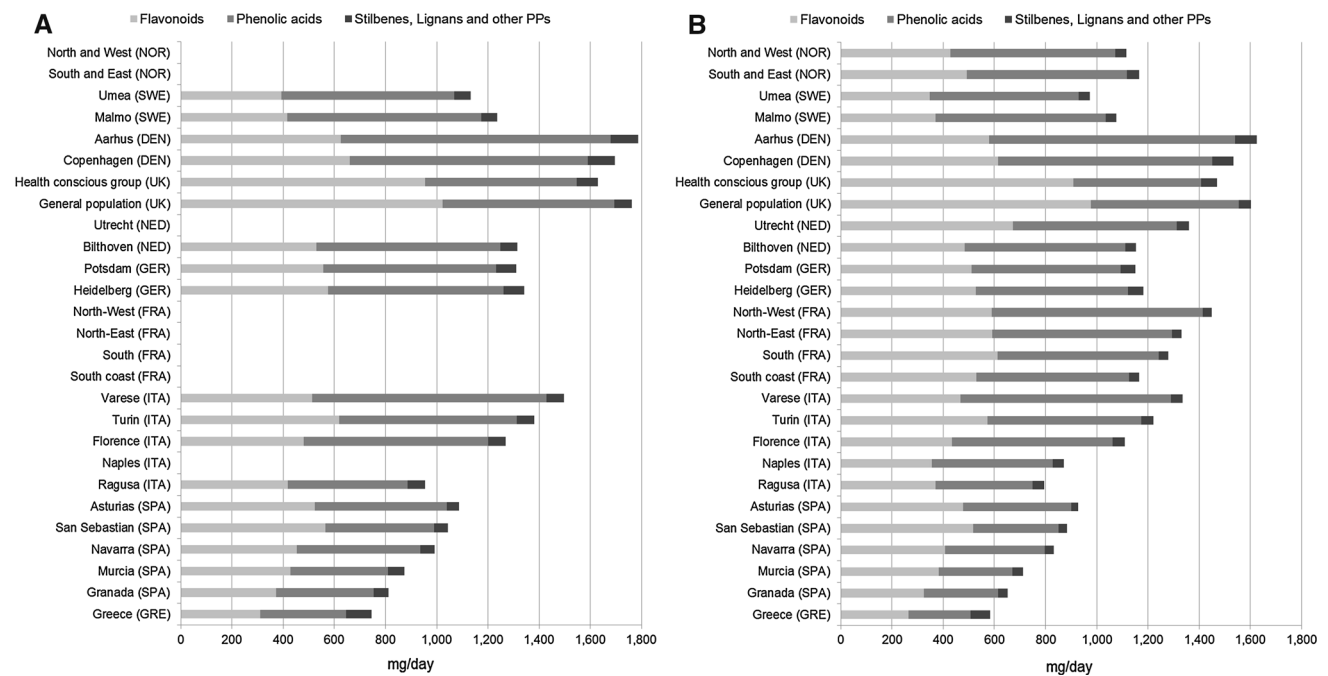 A
Flavonoids Phenolic acids Stilbenes, Lignans and other PPs
North and West (NOR)
South and East (NOR)
Umea (SWE)
Malmo (SWE)
Aarhus (DEN)
Copenhagen (DEN)
Health conscious group (UK)
General population (UK)
Utrecht (NED)
Bilthoven (NED)
Potsdam (GER)
Heidelberg (GER)
North-West (FRA)
North-East (FRA)
South (FRA)
South coast (FRA)
Varese (ITA)
Turin (ITA)
Florence (ITA)
Naples (ITA)
Ragusa (ITA)
Asturias (SPA)
San Sebastian (SPA)
Navarra (SPA)
Murcia (SPA)
Granada (SPA)
Greece (GRE)
0 200 400 600 800 1,000 1,200 1,400 1,600 1,800
mg/day
B
Flavonoids Phenolic acids Stilbenes, Lignans and other PPs
North and West (NOR)
South and East (NOR)
Umea (SWE)
Malmo (SWE)
Aarhus (DEN)
Copenhagen (DEN)
Health conscious group (UK)
General population (UK)
Utrecht (NED)
Bilthoven (NED)
Potsdam (GER)
Heidelberg (GER)
North-West (FRA)
North-East (FRA)
South (FRA)
South coast (FRA)
Varese (ITA)
Turin (ITA)
Florence (ITA)
Naples (ITA)
Ragusa (ITA)
Asturias (SPA)
San Sebastian (SPA)
Navarra (SPA)
Murcia (SPA)
Granada (SPA)
Greece (GRE)
0 200 400 600 800 1,000 1,200 1,400 1,600 1,800
mg/day